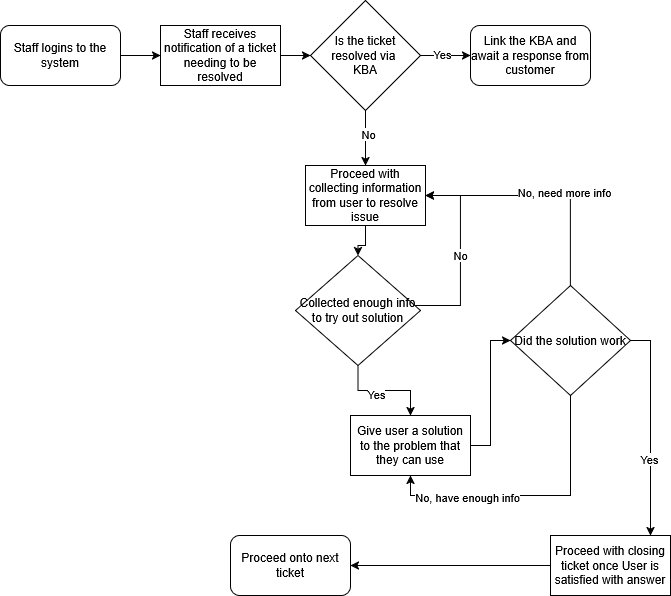 Staff logins to the
system
Staff receives
notification of a ticket
needing to be
resolved
Is the ticket
resolved via
KBA
Yes
Link the KBA and
await a response from
customer
No
Proceed with
collecting information
from user to resolve
issue
No, need more info
No
Collected enough info
to try out solution
Did the solution work
Yes
Give user a solution
to the problem that
they can use
Yes
No, have enough info
Proceed with closing
ticket once User is
satisfied with answer
Proceed onto next
ticket